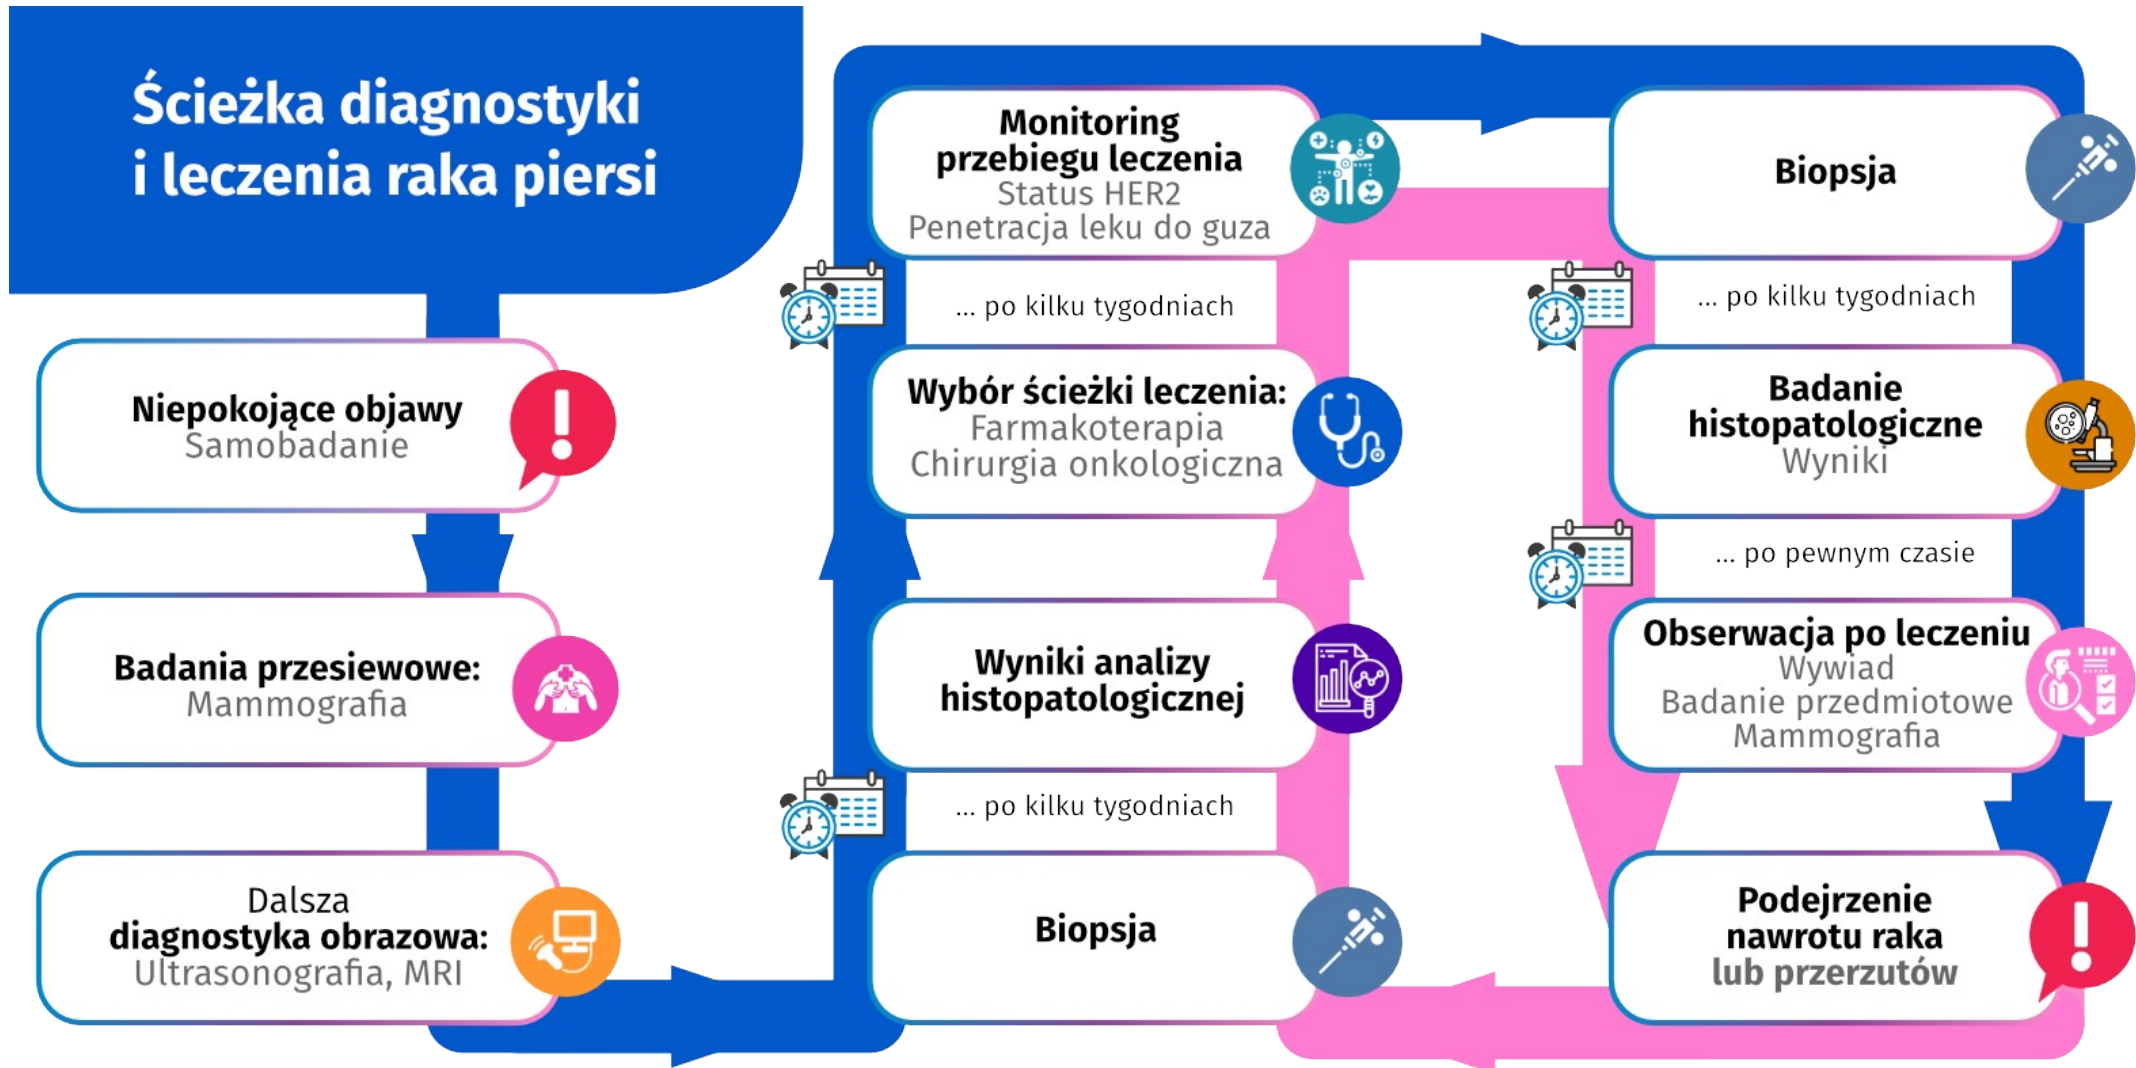 Ścieżka diagnostyki
i leczenia raka piersi
Niepokojące objawy
Samobadanie
Badania przesiewowe:
Mammografia
Dalsza
diagnostyka obrazowa:
Ultrasonografia, MRI
Monitoring
przebiegu leczenia
Status HER2
Penetracja leku do guza
... po kilku tygodniach
Wybór ścieżki leczenia:
Farmakoterapia
Chirurgia onkologiczna
Wyniki analizy
histopatologicznej
... po kilku tygodniach
Biopsja
Biopsja
... po kilku tygodniach
Badanie
histopatologiczne
Wyniki
... po pewnym czasie
Obserwacja po leczeniu
Wywiad
Badanie przedmiotowe
Mammografia
Podejrzenie
nawrotu raka
lub przerzutów